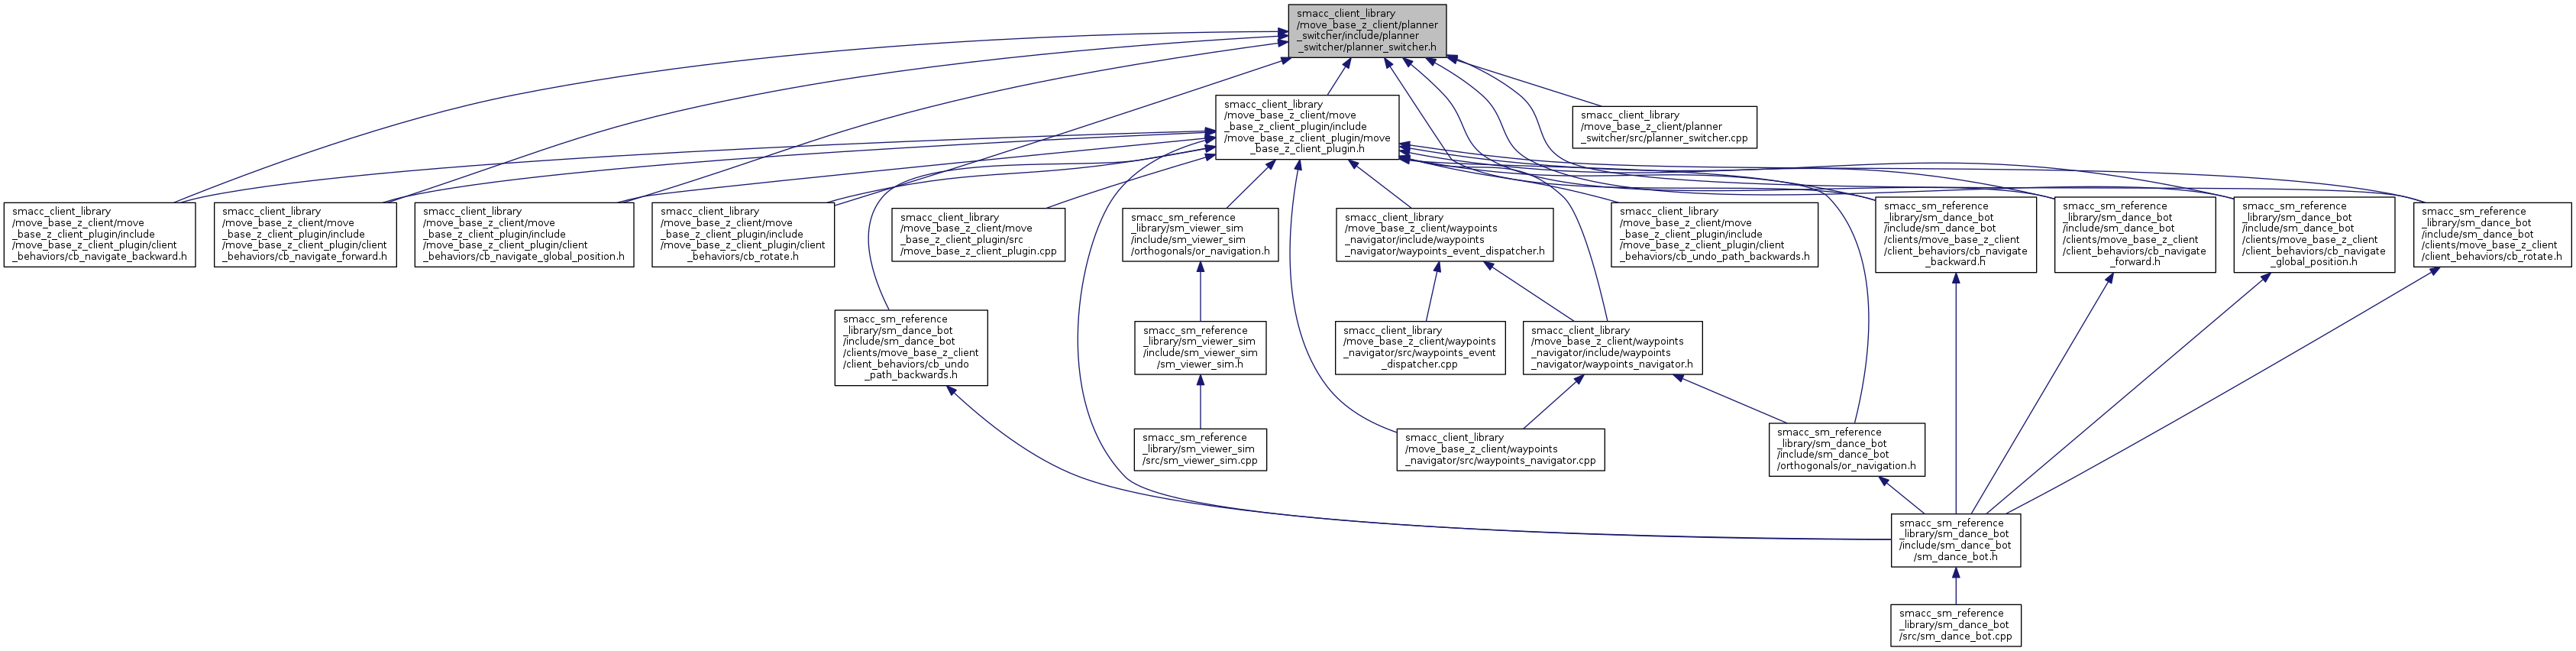 smacc_client_library
/move_base_z_client/planner
_switcher/include/planner
_switcher/planner_switcher.h
smacc_client_library
/move_base_z_client/move
_base_z_client_plugin/include
/move_base_z_client_plugin/move
_base_z_client_plugin.h
smacc_client_library
/move_base_z_client/planner
_switcher/src/planner_switcher.cpp
smacc_client_library
/move_base_z_client/move
_base_z_client_plugin/include
/move_base_z_client_plugin/client
_behaviors/cb_navigate_backward.h
smacc_client_library
/move_base_z_client/move
_base_z_client_plugin/include
/move_base_z_client_plugin/client
_behaviors/cb_navigate_forward.h
smacc_client_library
/move_base_z_client/move
_base_z_client_plugin/include
/move_base_z_client_plugin/client
_behaviors/cb_navigate_global_position.h
smacc_client_library
/move_base_z_client/move
_base_z_client_plugin/include
/move_base_z_client_plugin/client
_behaviors/cb_rotate.h
smacc_client_library
/move_base_z_client/move
_base_z_client_plugin/src
/move_base_z_client_plugin.cpp
smacc_sm_reference
_library/sm_viewer_sim
/include/sm_viewer_sim
/orthogonals/or_navigation.h
smacc_client_library
/move_base_z_client/waypoints
_navigator/include/waypoints
_navigator/waypoints_event_dispatcher.h
smacc_client_library
/move_base_z_client/move
_base_z_client_plugin/include
/move_base_z_client_plugin/client
_behaviors/cb_undo_path_backwards.h
smacc_sm_reference
_library/sm_dance_bot
/include/sm_dance_bot
/clients/move_base_z_client
/client_behaviors/cb_navigate
_backward.h
smacc_sm_reference
_library/sm_dance_bot
/include/sm_dance_bot
/clients/move_base_z_client
/client_behaviors/cb_navigate
_forward.h
smacc_sm_reference
_library/sm_dance_bot
/include/sm_dance_bot
/clients/move_base_z_client
/client_behaviors/cb_navigate
_global_position.h
smacc_sm_reference
_library/sm_dance_bot
/include/sm_dance_bot
/clients/move_base_z_client
/client_behaviors/cb_rotate.h
smacc_sm_reference
_library/sm_dance_bot
/include/sm_dance_bot
/clients/move_base_z_client
/client_behaviors/cb_undo
_path_backwards.h
smacc_sm_reference
_library/sm_viewer_sim
/include/sm_viewer_sim
/sm_viewer_sim.h
smacc_client_library
/move_base_z_client/waypoints
_navigator/src/waypoints_event
_dispatcher.cpp
smacc_client_library
/move_base_z_client/waypoints
_navigator/include/waypoints
_navigator/waypoints_navigator.h
smacc_sm_reference
_library/sm_viewer_sim
/src/sm_viewer_sim.cpp
smacc_client_library
/move_base_z_client/waypoints
_navigator/src/waypoints_navigator.cpp
smacc_sm_reference
_library/sm_dance_bot
/include/sm_dance_bot
/orthogonals/or_navigation.h
smacc_sm_reference
_library/sm_dance_bot
/include/sm_dance_bot
/sm_dance_bot.h
smacc_sm_reference
_library/sm_dance_bot
/src/sm_dance_bot.cpp